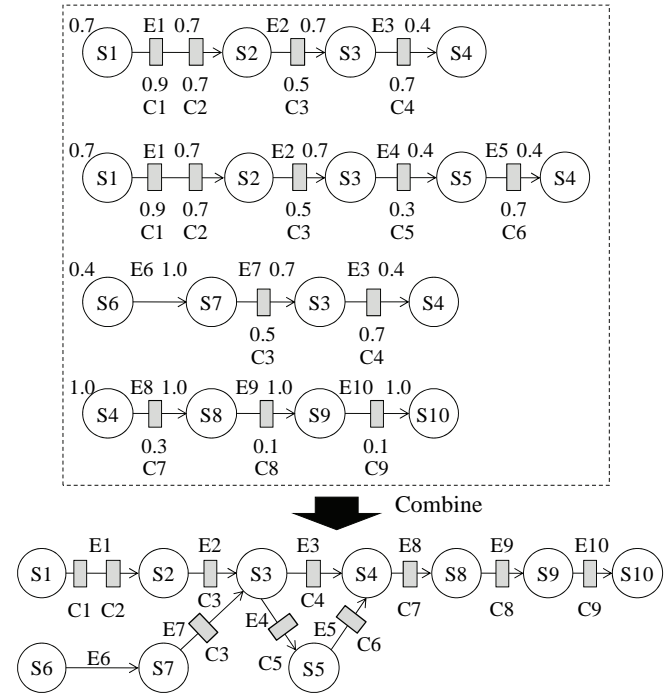 0.7 E1 0.7 E2 0.7 E3 0.4
S1 S2 S3 S4
0.9 0.7 0.5 0.7
C1 C2 C3 C4
0.7 E1 0.7 E2 0.7 E4 0.4 E5 0.4
S1 S2 S3 S5 S4
0.9 0.7 0.5 0.3 0.7
C1 C2 C3 C5 C6
0.4 E6 1.0 E7 0.7 E3 0.4
S6 S7 S3 S4
0.5 0.7
C3 C4
1.0 E8 1.0 E9 1.0 E10 1.0
S4 S8 S9 S10
0.3 0.1 0.1
C7 C8 C9
Combine
E1 E2 E3 E8 E9 E10
S1 S2 S3 S4 S8 S9 S10
C1 C2 C3 C4 C7 C8 C9
E7 E4 E5
C3 C5 C6
E6
S6 S7 S5